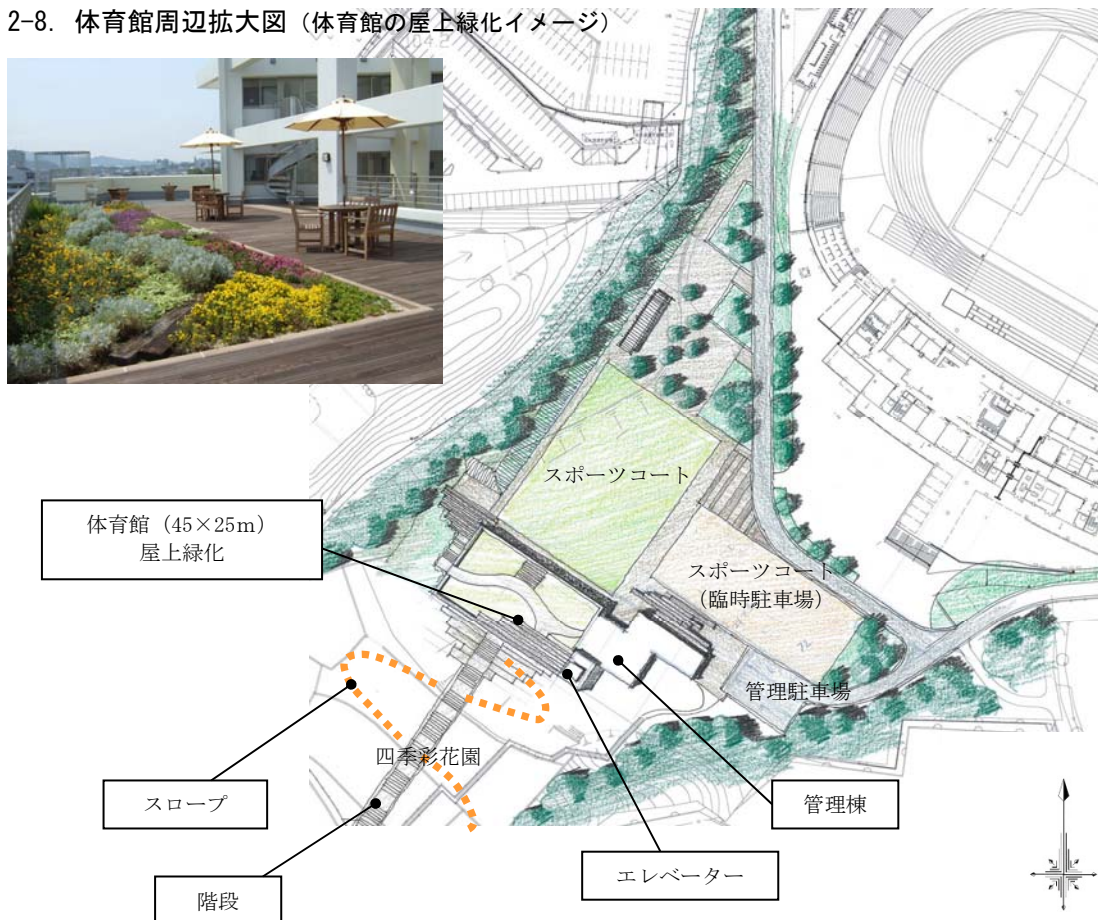 2-8. 体育館周辺拡大図（体育館の屋上緑化イメージ）
スポーツコート
体育館（45×25m）
屋上緑化
スポーツコート
（臨時駐車場）
管理駐車場
四季彩花園
スロープ
管理棟
エレベーター
階段